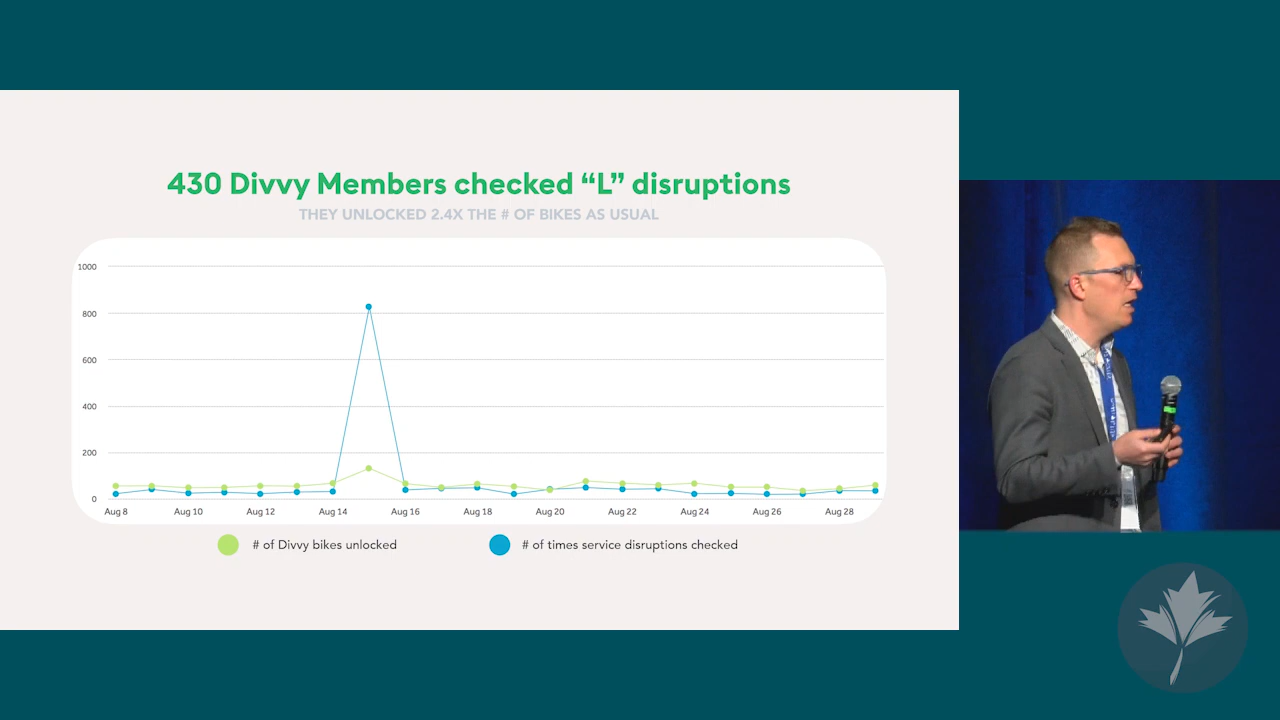 430 Divvy Members checked “L” disruptions
THEY UNLOCKED 2.4X THE # OF BIKES AS USUAL
1000
800
600
400
200
0
Aug 8 Aug 10 Aug 12 Aug 14 Aug 16 Aug 18 Aug 20 Aug 22 Aug 24 Aug 26 Aug 28
# of Divvy bikes unlocked # of times service disruptions checked